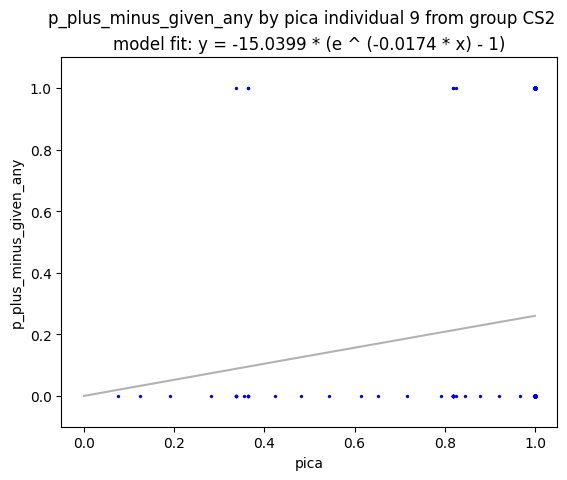 p_plus_minus_given_any by pica individual 9 from group CS2
model fit: y = -15.0399 * (e ^ (-0.0174 * x) - 1)
p_plus_minus_given_any
1.0
0.8
0.6
0.4
0.2
0.0
0.0 0.2 0.4 0.6 0.8 1.0
pica